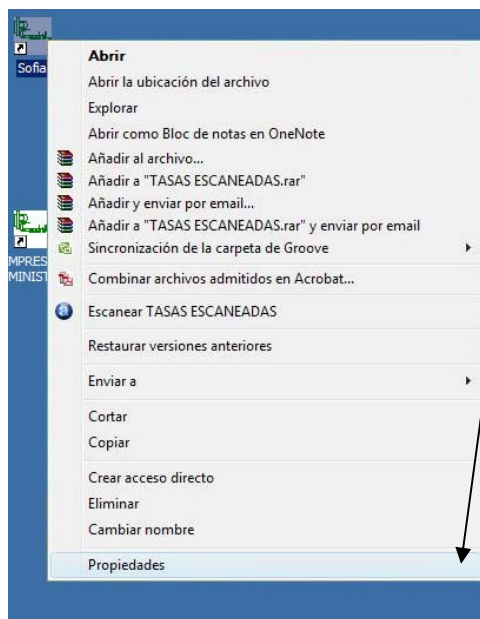 Sofia
Abrir
Abrir la ubicación del archivo
Explorar
Abrir como Bloc de notas en OneNote
Añadir al archivo...
Añadir a "TASAS ESCANEADAS.rar"
Añadir y enviar por email...
Añadir a "TASAS ESCANEADAS.rar" y enviar por email
Sincronización de la carpeta de Groove
MPRES
MINIST
Combinar archivos admitidos en Acrobat...
Escanear TASAS ESCANEADAS
Restaurar versiones anteriores
Enviar a
Cortar
Copiar
Crear acceso directo
Eliminar
Cambiar nombre
Propiedades